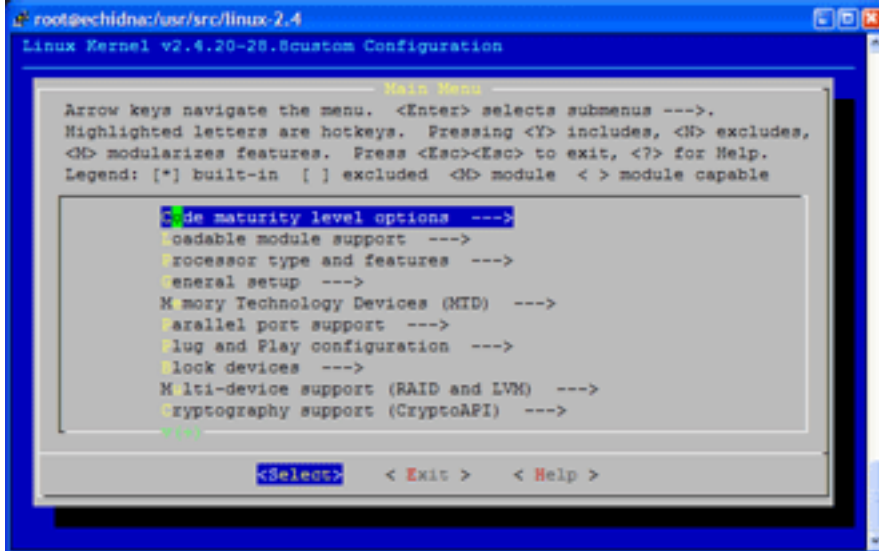 root@echidna:/usr/src/linux-2.4
Linux Kernel v2.4.20-28.8custom Configuration
Main Menu
Arrow keys navigate the menu.  <Enter> selects submenus --->.
Highlighted letters are hotkeys.  Pressing <Y> includes, <N> excludes,
<M> modularizes features.  Press <Esc><Esc> to exit, <?> for Help.
Legend: [*] built-in  [ ] excluded  <M> module  < > module capable
Code maturity level options  --->
Loadable module support  --->
Processor type and features  --->
General setup  --->
Memory Technology Devices (MTD)  --->
Parallel port support  --->
Plug and Play configuration  --->
Block devices  --->
Multi-device support (RAID and LVM)  --->
Cryptography support (CryptoAPI)  --->
<Select>    < Exit >    < Help >